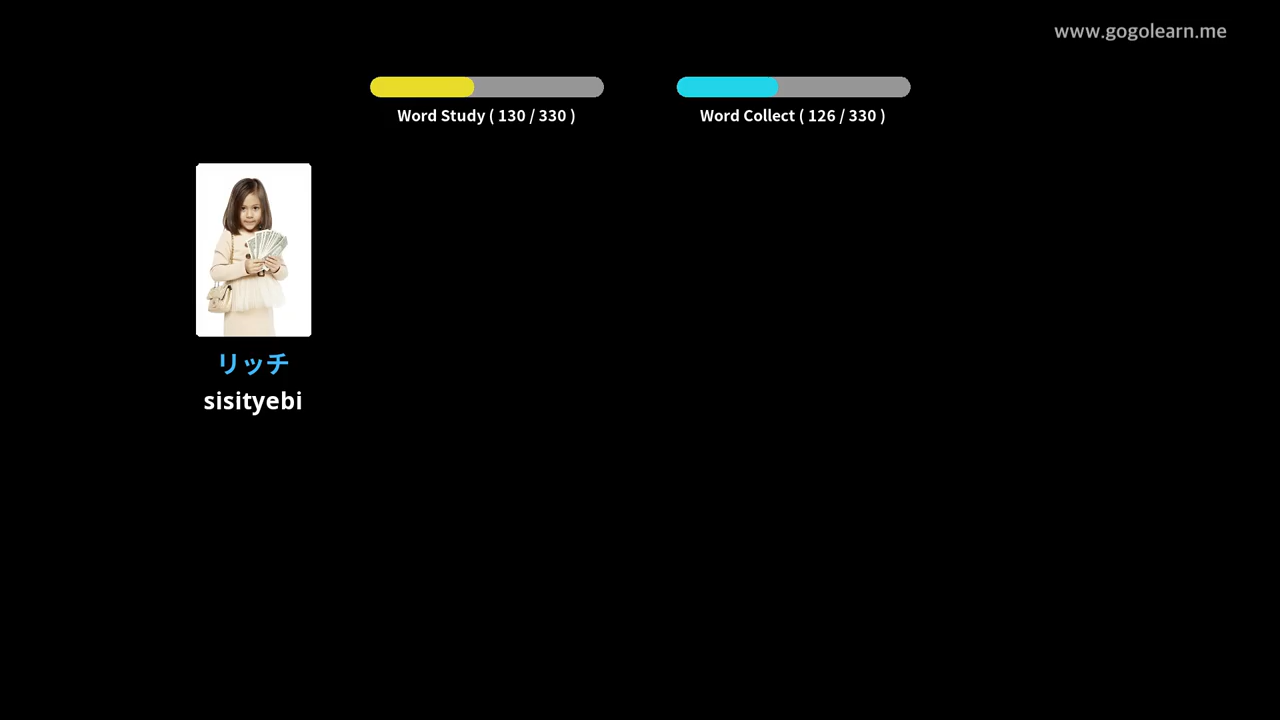 www.gogolearn.me
Word Study ( 130 / 330 )
Word Collect ( 126 / 330 )
リッチ
sisityebi